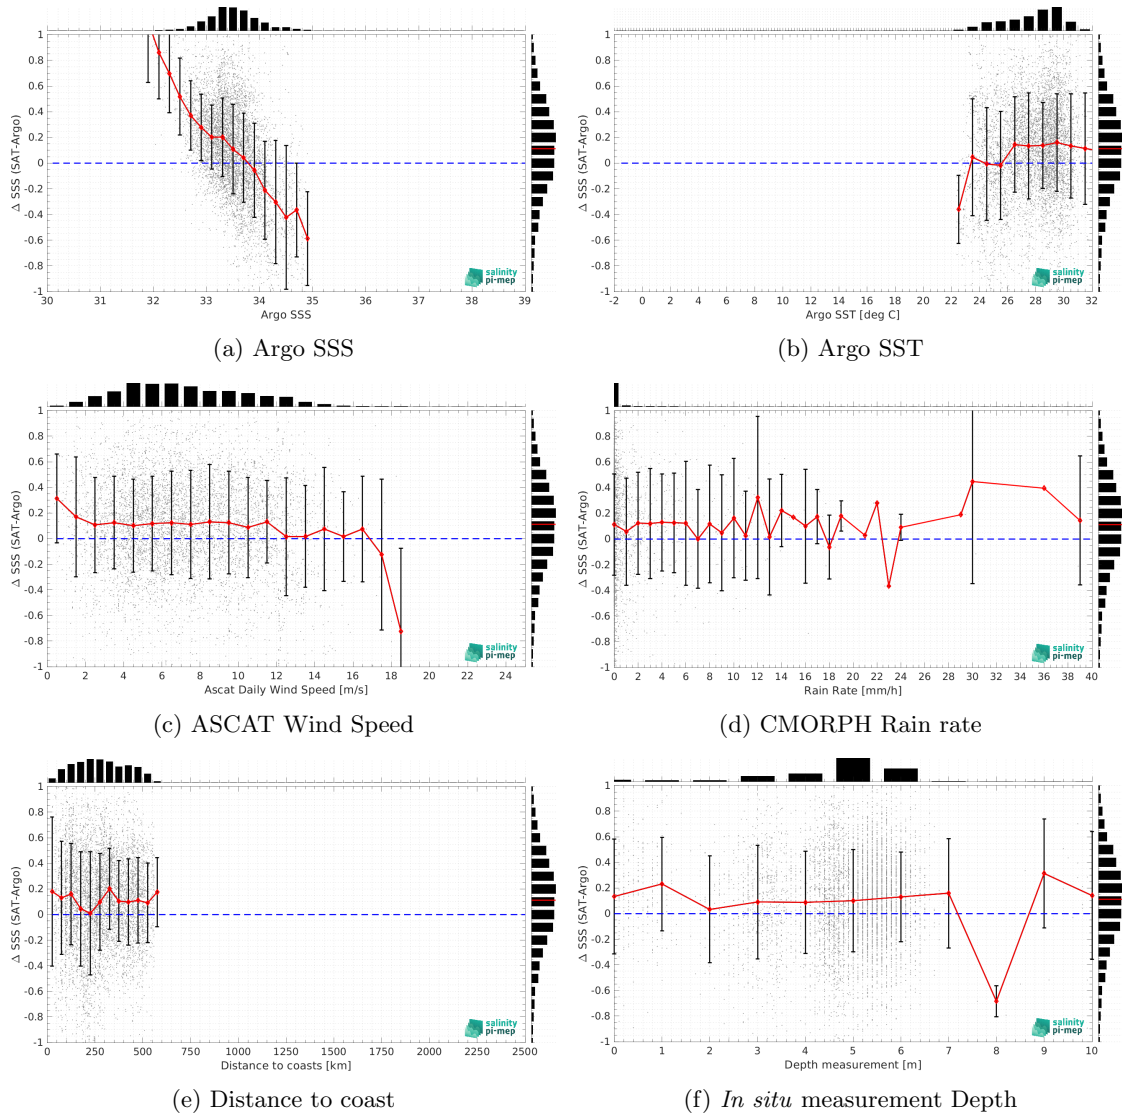 1
0.8
0.6
0.4
0.2
0
-0.2
-0.4
-0.6
-0.8
-1
Δ SSS (SAT-Argo)
30 31 32 33 34 35 36 37 38 39
Argo SSS
salinity
pi-mep
(a) Argo SSS
1
0.8
0.6
0.4
0.2
0
-0.2
-0.4
-0.6
-0.8
-1
Δ SSS (SAT-Argo)
-2 0 2 4 6 8 10 12 14 16 18 20 22 24 26 28 30 32
Argo SST [deg C]
salinity
pi-mep
(b) Argo SST
1
0.8
0.6
0.4
0.2
0
-0.2
-0.4
-0.6
-0.8
-1
Δ SSS (SAT-Argo)
0 2 4 6 8 10 12 14 16 18 20 22 24
Ascat Daily Wind Speed [m/s]
salinity
pi-mep
(c) ASCAT Wind Speed
1
0.8
0.6
0.4
0.2
0
-0.2
-0.4
-0.6
-0.8
-1
Δ SSS (SAT-Argo)
0 2 4 6 8 10 12 14 16 18 20 22 24 26 28 30 32 34 36 38 40
Rain Rate [mm/h]
salinity
pi-mep
(d) CMORPH Rain rate
1
0.8
0.6
0.4
0.2
0
-0.2
-0.4
-0.6
-0.8
-1
Δ SSS (SAT-Argo)
0 250 500 750 1000 1250 1500 1750 2000 2250 2500
Distance to coasts [km]
salinity
pi-mep
(e) Distance to coast
1
0.8
0.6
0.4
0.2
0
-0.2
-0.4
-0.6
-0.8
-1
Δ SSS (SAT-Argo)
0 1 2 3 4 5 6 7 8 9 10
Depth measurement [m]
salinity
pi-mep
(f) In situ measurement Depth